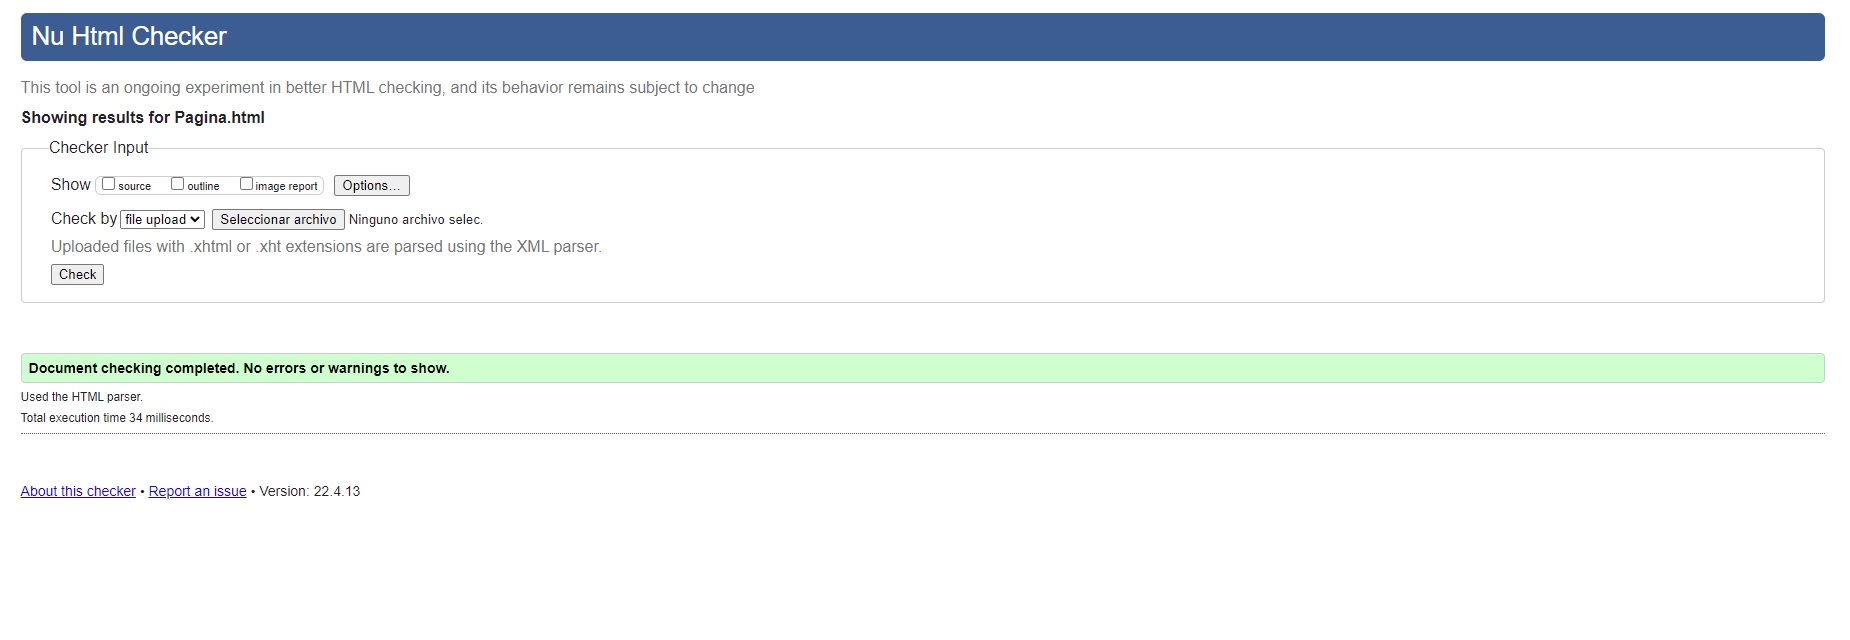 Nu Html Checker
This tool is an ongoing experiment in better HTML checking, and its behavior remains subject to change
Showing results for Pagina.html
Checker Input
Show source outline image report Options...
Check by file upload Seleccionar archivo Ninguno archivo selec.
Uploaded files with .xhtml or .xht extensions are parsed using the XML parser.
Check
Document checking completed. No errors or warnings to show.
Used the HTML parser.
Total execution time 34 milliseconds.
About this checker • Report an issue • Version: 22.4.13